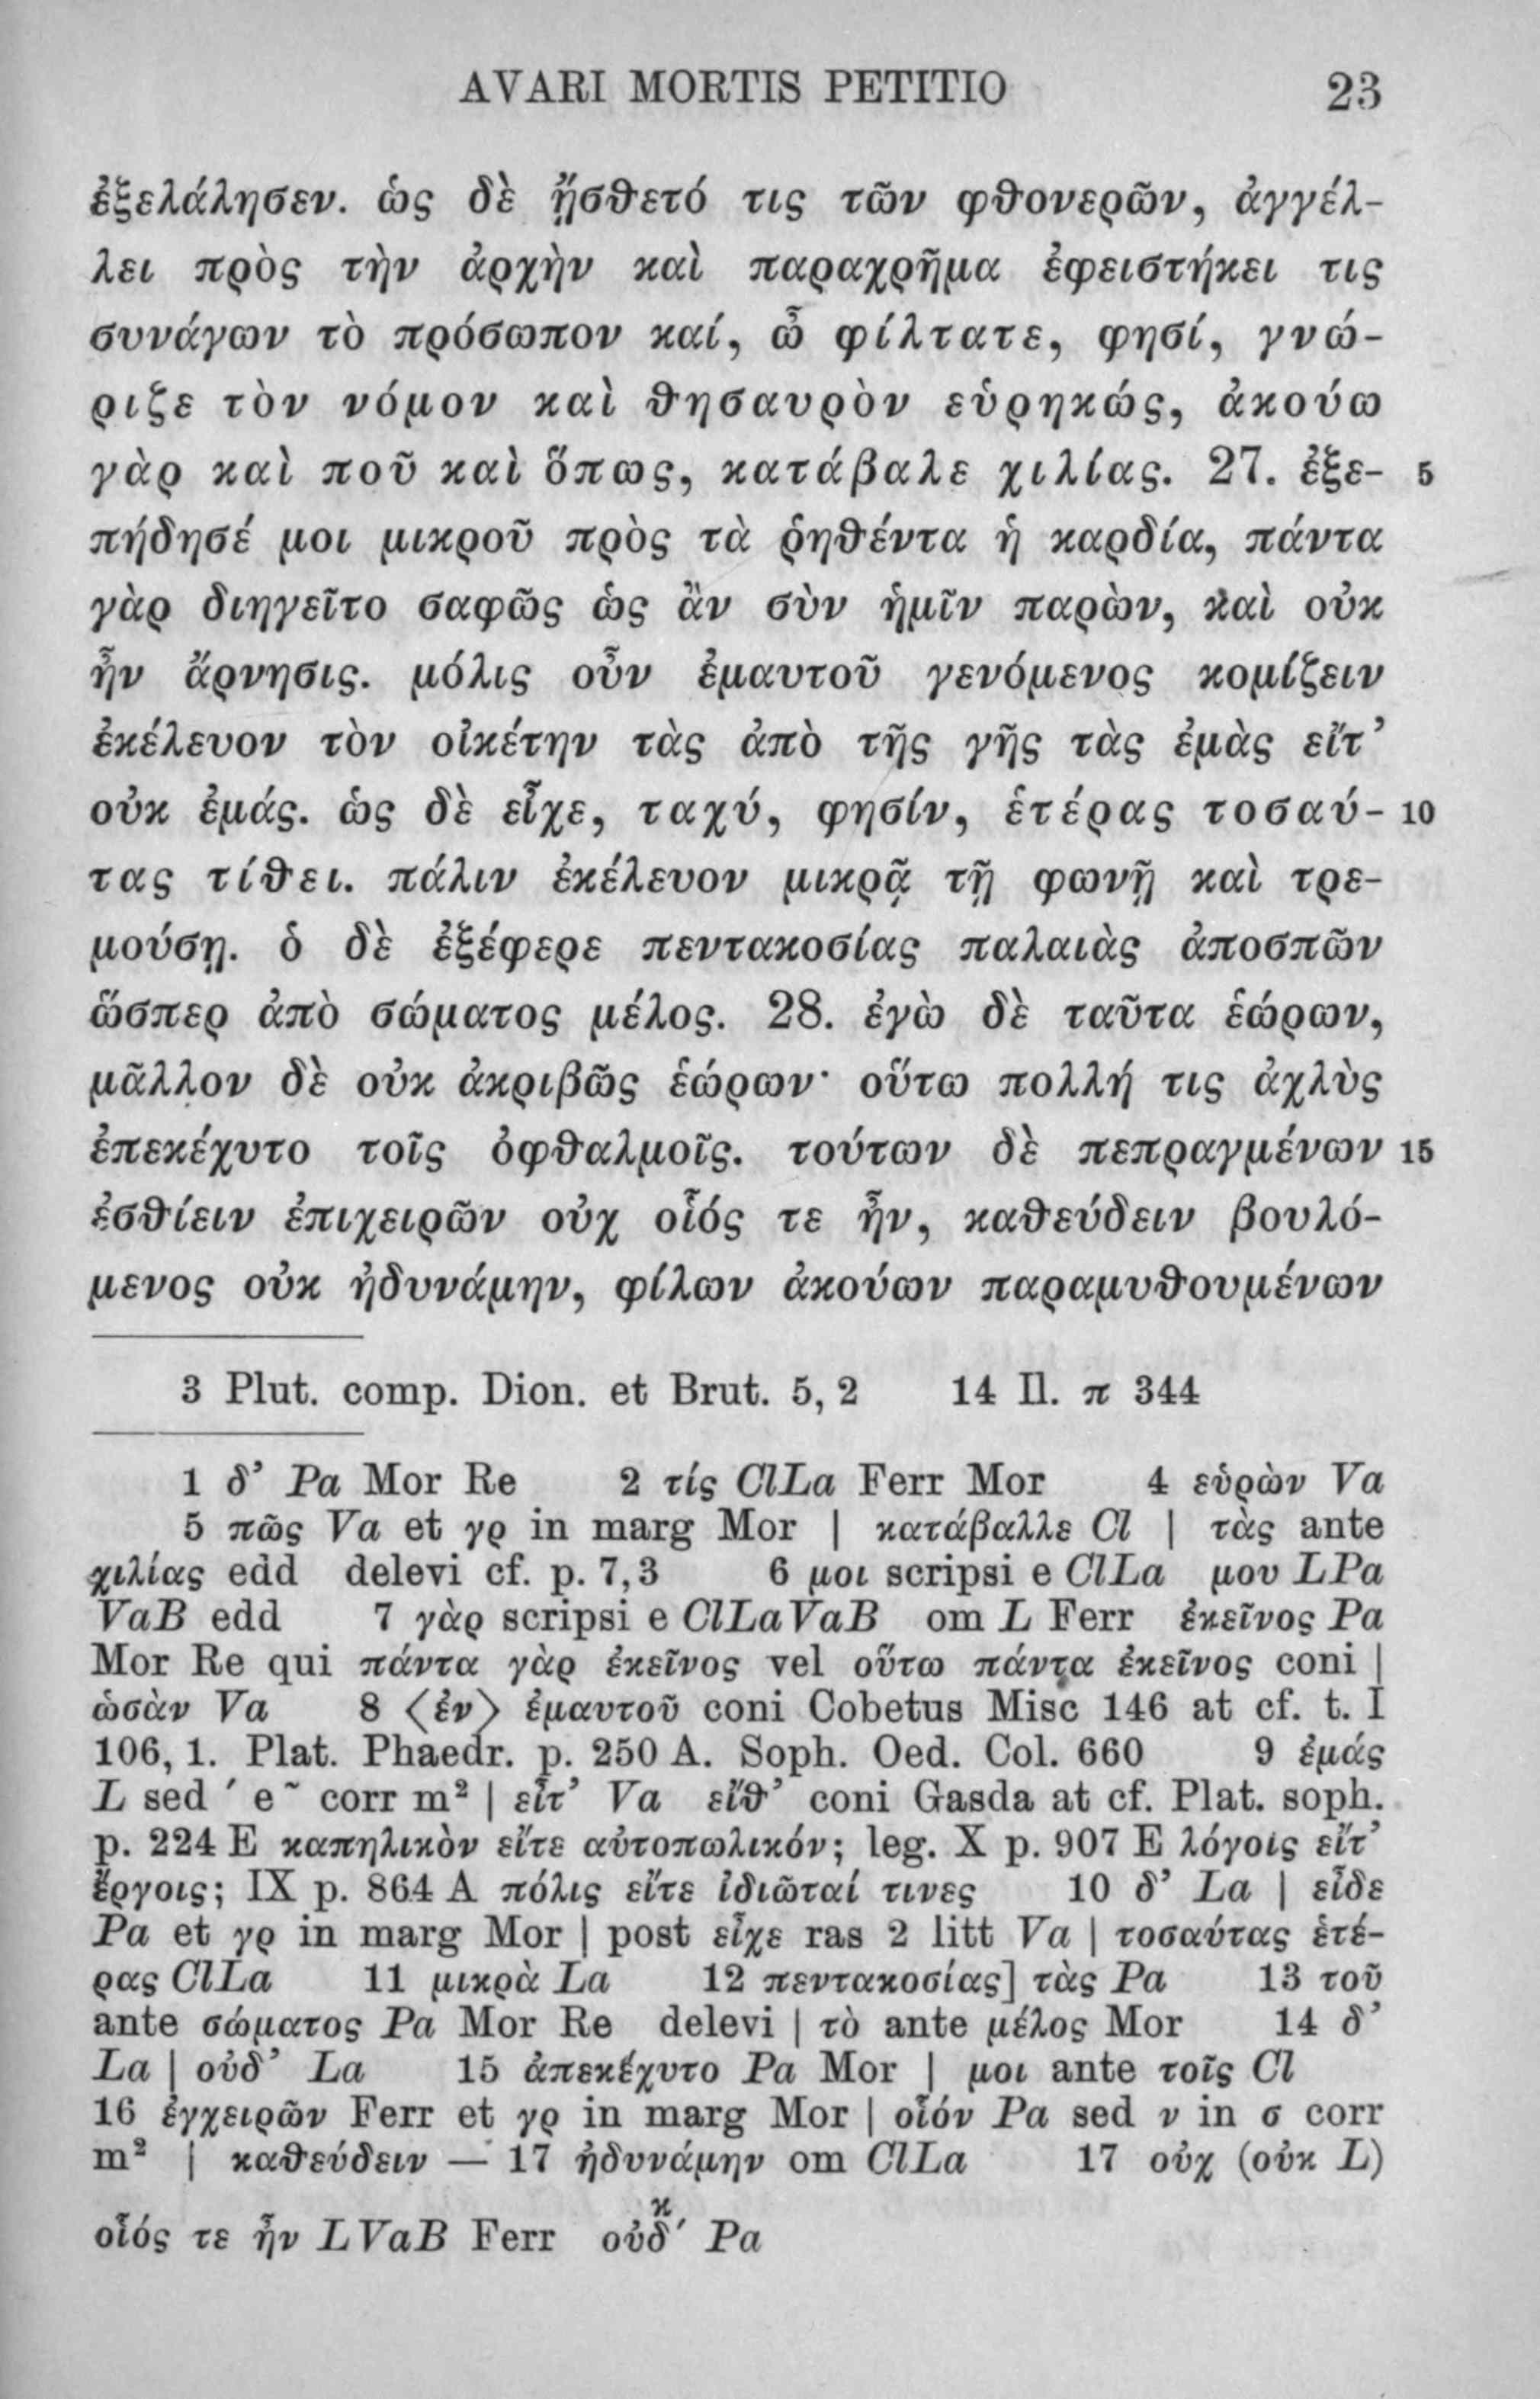 AVARI MORTIS PETITIO 23
ἐξελάλησεν. ὡς δὲ ᾔσθετό τις τῶν φθονερῶν, ἀγγέλ-
λει πρὸς τὴν ἀρχὴν καὶ παραχρῆμα ἐφειστήκει τις
συνάγων τὸ πρόσωπον καί, ὦ φίλτατε, φησί, γνώ-
ριζε τὸν νόμον καὶ θησαυρὸν εὑρηκώς, ἀκούω
γὰρ καὶ ποῦ καὶ ὅπως, κατάβαλε χιλίας. 27. ἐξε- 5
πήδησέ μοι μικροῦ πρὸς τὰ ῥηθέντα ἡ καρδία, πάντα
γὰρ διηγεῖτο σαφῶς ὡς ἂν σὺν ἡμῖν παρὼν, καὶ οὐκ
ἦν ἄρνησις. μόλις οὖν ἐμαυτοῦ γενόμενος κομίζειν
ἐκέλευον τὸν οἰκέτην τὰς ἀπὸ τῆς γῆς τὰς ἐμὰς εἴτ’
οὐκ ἐμάς. ὡς δὲ εἶχε, ταχύ, φησίν, ἑτέρας τοσαύ- 10
τας τίθει. πάλιν ἐκέλευον μικρᾷ τῇ φωνῇ καὶ τρε-
μούσῃ. ὁ δὲ ἐξέφερε πεντακοσίας παλαιὰς ἀποσπῶν
ὥσπερ ἀπὸ σώματος μέλος. 28. ἐγὼ δὲ ταῦτα ἑώρων,
μᾶλλον δὲ οὐκ ἀκριβῶς ἑώρων· οὕτω πολλή τις ἀχλὺς
ἐπεκέχυτο τοῖς ὀφθαλμοῖς. τούτων δὲ πεπραγμένων 15
ἐσθίειν ἐπιχειρῶν οὐχ οἷός τε ἦν, καθεύδειν βουλό-
μενος οὐκ ἠδυνάμην, φίλων ἀκούων παραμυθουμένων
3 Plut. comp. Dion. et Brut. 5, 2 14 Il. π 344
1 δ’ Pa Mor Re 2 τίς ClLa Ferr Mor 4 εὑρὼν Va
5 πῶς Va et γρ in marg Mor | κατάβαλλε Cl | τὰς ante
χιλίας edd delevi cf. p. 7, 3 6 μοι scripsi e ClLa μου LPa
VaB edd 7 γὰρ scripsi e ClLaVaB om L Ferr ἐκεῖνος Pa
Mor Re qui πάντα γὰρ ἐκεῖνος vel οὕτω πάντα ἐκεῖνος coni |
ὡσὰν Va 8 ⟨ἐν⟩ ἐμαυτοῦ coni Cobetus Misc 146 at cf. t. I
106, 1. Plat. Phaedr. p. 250 A. Soph. Oed. Col. 660 9 ἐμάς
L sed ´ e ˜ corr m² | εἶτ’ Va εἴθ’ coni Gasda at cf. Plat. soph.
p. 224 E καπηλικὸν εἴτε αὐτοπωλικόν; leg. X p. 907 E λόγοις εἴτ’
ἔργοις; IX p. 864 A πόλις εἴτε ἰδιῶταί τινες 10 δ’ La | εἶδε
Pa et γρ in marg Mor | post εἶχε ras 2 litt Va | τοσαύτας ἑτέ-
ρας ClLa 11 μικρὰ La 12 πεντακοσίας] τὰς Pa 13 τοῦ
ante σώματος Pa Mor Re delevi | τὸ ante μέλος Mor 14 δ’
La | οὐδ’ La 15 ἀπεκέχυτο Pa Mor | μοι ante τοῖς Cl
16 ἐγχειρῶν Ferr et γρ in marg Mor | οἷόν Pa sed ν in σ corr
m² | καθεύδειν — 17 ἠδυνάμην om ClLa 17 οὐχ (οὐκ L)
κ
οἷός τε ἦν LVaB Ferr οὐδ´ Pa